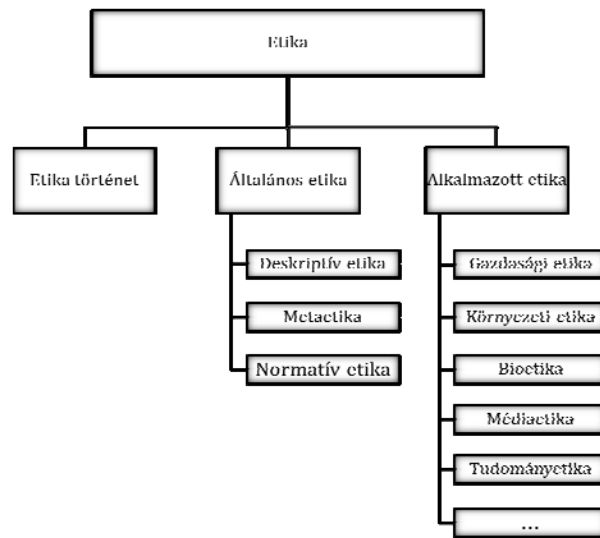 Etika
Etika történet
Általános etika
Alkalmazott etika
Deskriptív etika
Metaetika
Normatív etika
Gazdasági etika
Környezeti etika
Bioetika
Médiaetika
Tudományetika
...